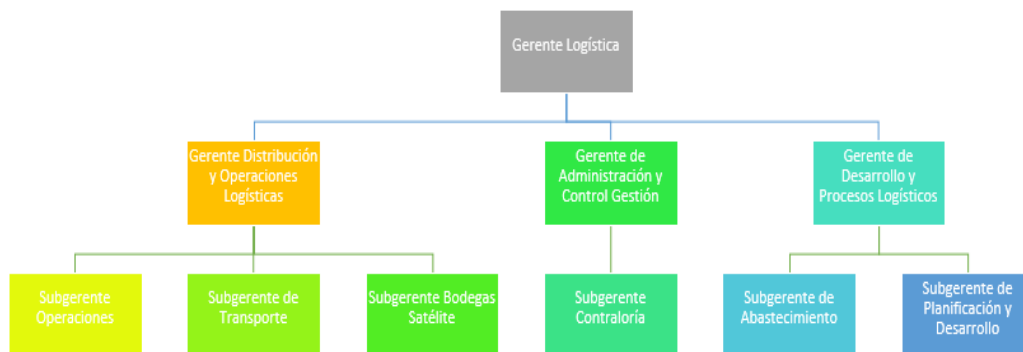 Gerente Logística
Gerente Distribución
y Operaciones
Logísticas
Gerente de
Administración y
Control Gestión
Gerente de
Desarrollo y
Procesos Logísticos
Subgerente
Operaciones
Subgerente de
Transporte
Subgerente Bodegas
Satélite
Subgerente
Contraloría
Subgerente de
Abastecimiento
Subgerente de
Planificación y
Desarrollo